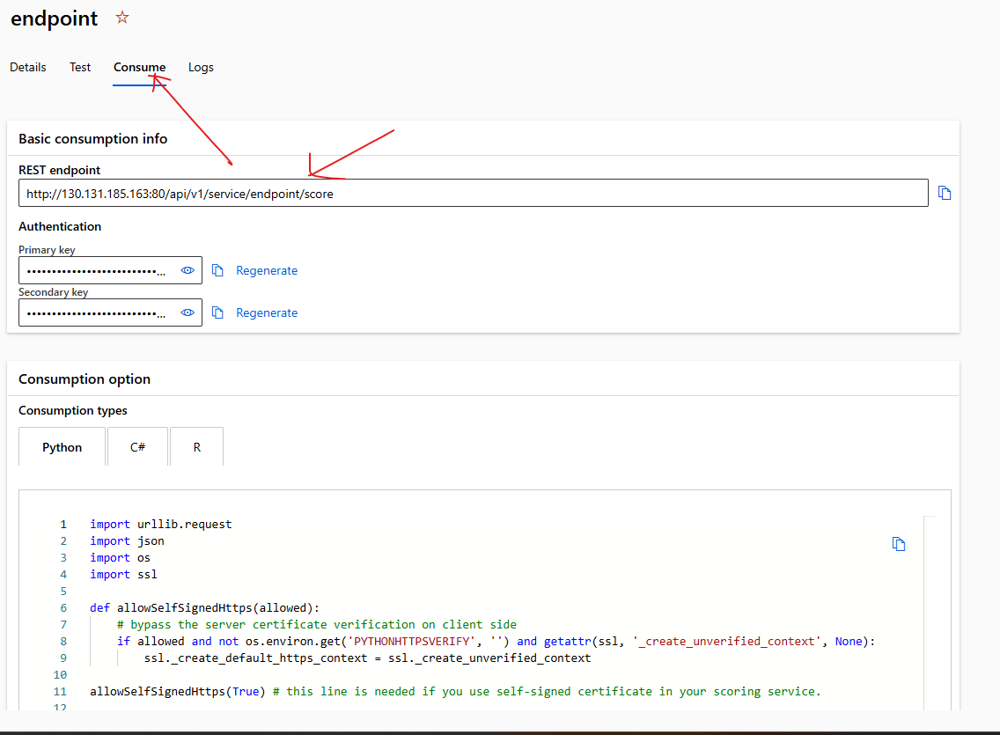 endpoint
Details Test Consume Logs
Basic consumption info
REST endpoint
http://130.131.185.163:80/api/v1/service/endpoint/score
Authentication
Primary key
••••••••••••••••••••••••••... Regenerate
Secondary key
••••••••••••••••••••••••••... Regenerate
Consumption option
Consumption types
Python C# R
1 import urllib.request
2 import json
3 import os
4 import ssl
5
6 def allowSelfSignedHttps(allowed):
7 # bypass the server certificate verification on client side
8 if allowed and not os.environ.get('PYTHONHTTPSVERIFY', '') and getattr(ssl, '_create_unverified_context', None):
9 ssl._create_default_https_context = ssl._create_unverified_context
10
11 allowSelfSignedHttps(True) # this line is needed if you use self-signed certificate in your scoring service.
12